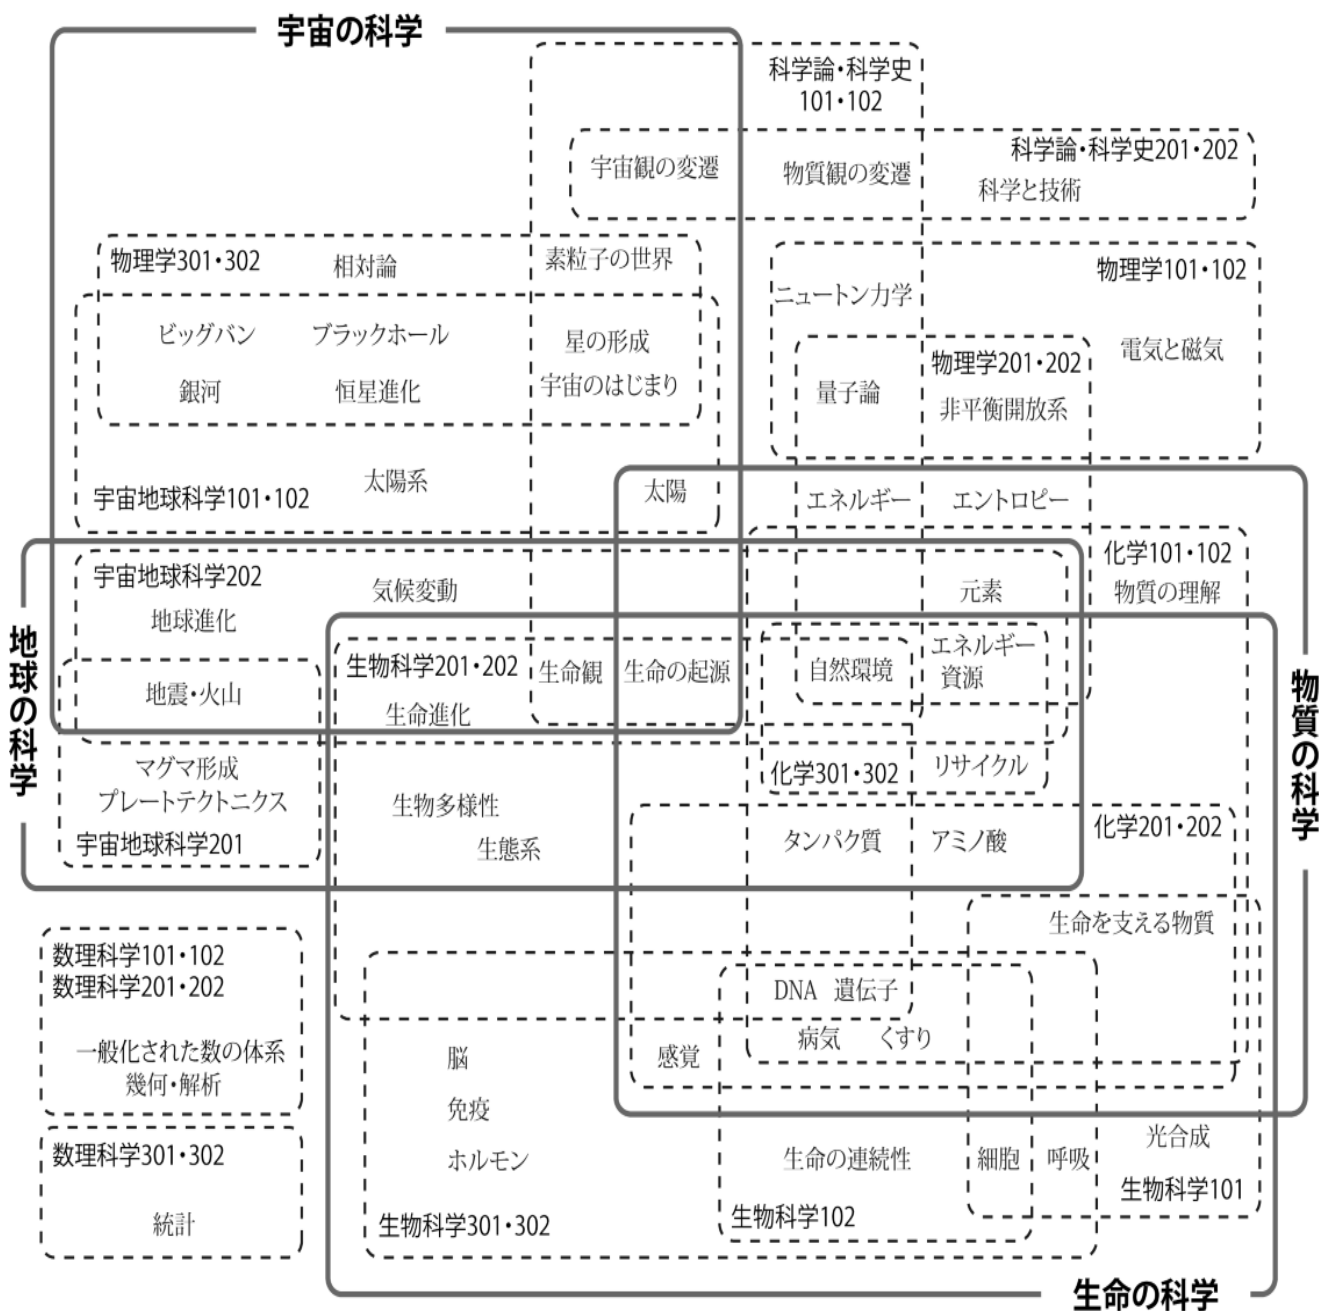 宇宙の科学
科学論・科学史
101・102
科学論・科学史201・202
宇宙観の変遷
物質観の変遷
科学と技術
物理学301・302
相対論
素粒子の世界
物理学101・102
ニュートン力学
ビッグバン
ブラックホール
星の形成
電気と磁気
物理学201・202
銀河
恒星進化
宇宙のはじまり
量子論
非平衡開放系
太陽系
宇宙地球科学101・102
太陽
エネルギー
エントロピー
化学101・102
宇宙地球科学202
気候変動
元素
物質の理解
地球進化
地球の科学
生物科学201・202
生命観
生命の起源
自然環境
エネルギー
資源
物質の科学
地震・火山
生命進化
マグマ形成
プレートテクトニクス
化学301・302
リサイクル
生物多様性
宇宙地球科学201
生態系
タンパク質
アミノ酸
化学201・202
生命を支える物質
数理科学101・102
数理科学201・202
DNA 遺伝子
一般化された数の体系
幾何・解析
脳
感覚
病気 くすり
免疫
数理科学301・302
ホルモン
生命の連続性
細胞
呼吸
光合成
統計
生物科学301・302
生物科学102
生物科学101
生命の科学